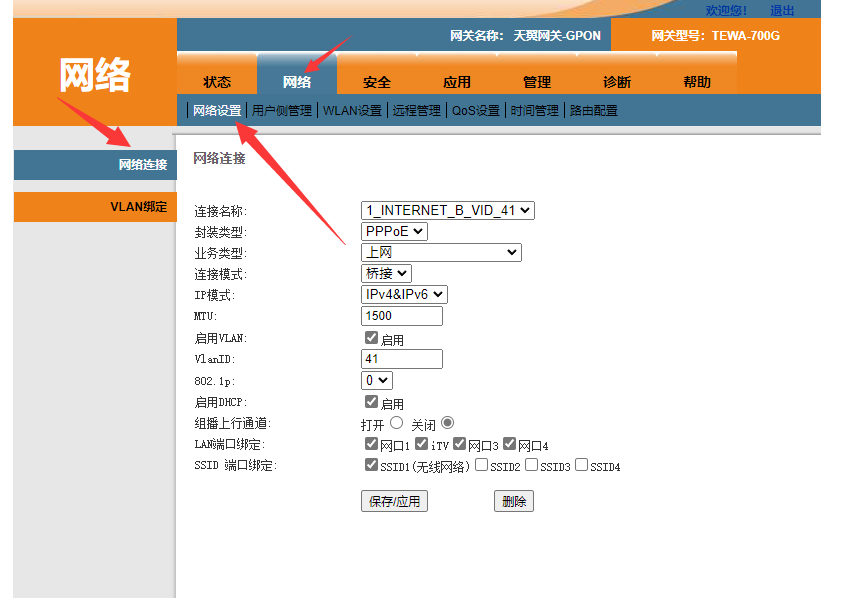 欢迎您! 退出
网关名称: 天翼网关-GPON 网关型号: TEWA-700G
网络
状态 网络 安全 应用 管理 诊断 帮助
网络设置 用户侧管理 WLAN设置 远程管理 QoS设置 时间管理 路由配置
网络连接
VLAN绑定
网络连接
连接名称: 1_INTERNET_B_VID_41
封装类型: PPPoE
业务类型: 上网
连接模式: 桥接
IP模式: IPv4&IPv6
MTU: 1500
启用VLAN: 启用
VlanID: 41
802.1p: 0
启用DHCP: 启用
组播上行通道: 打开 关闭
LAN端口绑定: 网口1 iTV 网口3 网口4
SSID 端口绑定: SSID1(无线网络) SSID2 SSID3 SSID4
保存/应用 删除